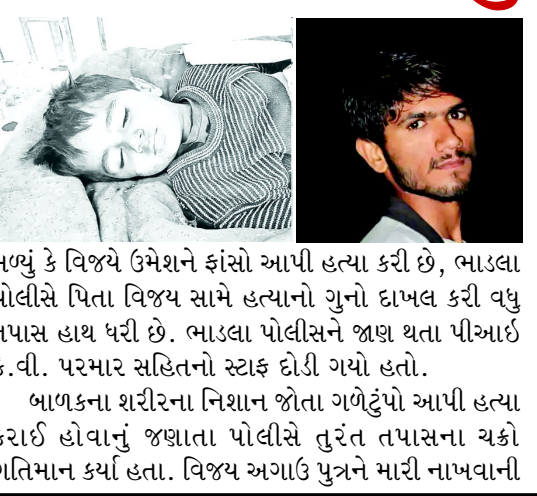 મળ્યું કે વિજયે ઉમેશને ફાંસો આપી હત્યા કરી છે, ભાડલા
પોલીસે પિતા વિજય સામે હત્યાનો ગુનો દાખલ કરી વધુ
તપાસ હાથ ધરી છે. ભાડલા પોલીસને જાણ થતા પીઆઈ
કે.વી. પરમાર સહિતનો સ્ટાફ દોડી ગયો હતો.
બાળકના શરીરના નિશાન જોતા ગળેટુંપો આપી હત્યા
કરાઈ હોવાનું જણાતા પોલીસે તુરંત તપાસના ચક્રો
ગતિમાન કર્યા હતા. વિજય અગાઉ પુત્રને મારી નાખવાની